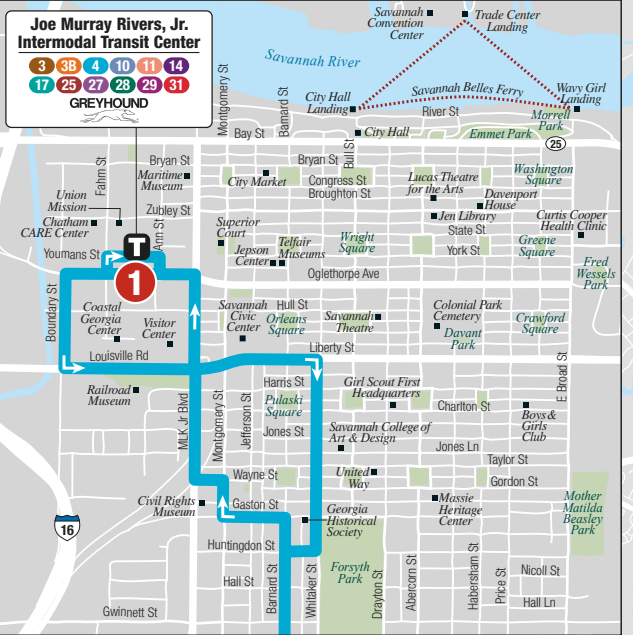 Joe Murray Rivers, Jr.
Intermodal Transit Center
3 3B 4 10 11 14
17 25 27 28 29 31
GREYHOUND
Savannah
Convention
Center
Trade Center
Landing
Savannah River
Savannah Belles Ferry
City Hall
Landing
Wavy Girl
Landing
River St
Morrell
Park
Montgomery St
Barnard St
Bay St
Bull St
City Hall
Emmet Park
25
Fahm St
Bryan St
Maritime
Museum
Bryan St
City Market
Congress St
Broughton St
Lucas Theatre
for the Arts
Washington
Square
Davenport
House
Union
Mission
Zubley St
Ann St
Chatham
CARE Center
Superior
Court
Jen Library
State St
Curtis Cooper
Health Clinic
Youmans St
T
1
Jepson
Center
Telfair
Museums
Wright
Square
York St
Greene
Square
Oglethorpe Ave
Fred
Wessels
Park
Boundary St
Coastal
Georgia
Center
Visitor
Center
Savannah
Civic
Center
Hull St
Orleans
Square
Savannah
Theatre
Colonial Park
Cemetery
Davant
Park
Crawford
Square
Louisville Rd
Liberty St
E Broad St
Railroad
Museum
MLK Jr Blvd
Montgomery St
Jefferson St
Harris St
Pulaski
Square
Jones St
Girl Scout First
Headquarters
Charlton St
Boys &
Girls
Club
Savannah College of
Art & Design
Jones Ln
Taylor St
Wayne St
United
Way
Gordon St
Civil Rights
Museum
Gaston St
Georgia
Historical
Society
Massie
Heritage
Center
Mother
Matilda
Beasley
Park
16
Huntingdon St
Hall St
Barnard St
Whitaker St
Forsyth
Park
Drayton St
Abercorn St
Habersham St
Price St
Nicoll St
Hall Ln
Gwinnett St